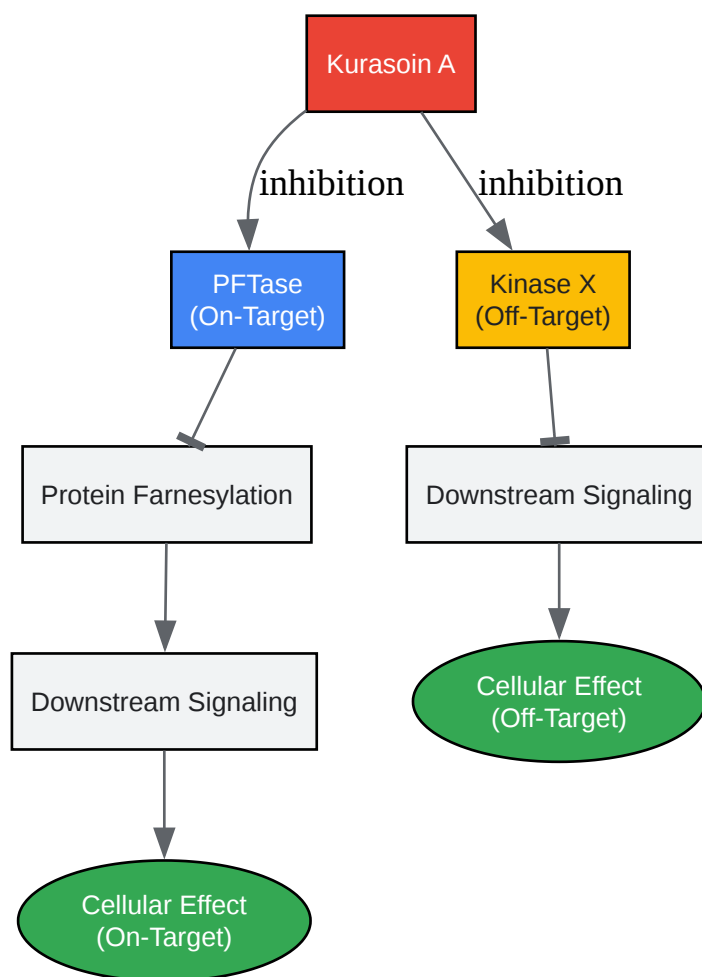 Kurasoin A
inhibition
inhibition
PFTase
(On-Target)
Kinase X
(Off-Target)
Protein Farnesylation
Downstream Signaling
Downstream Signaling
Cellular Effect
(Off-Target)
Cellular Effect
(On-Target)